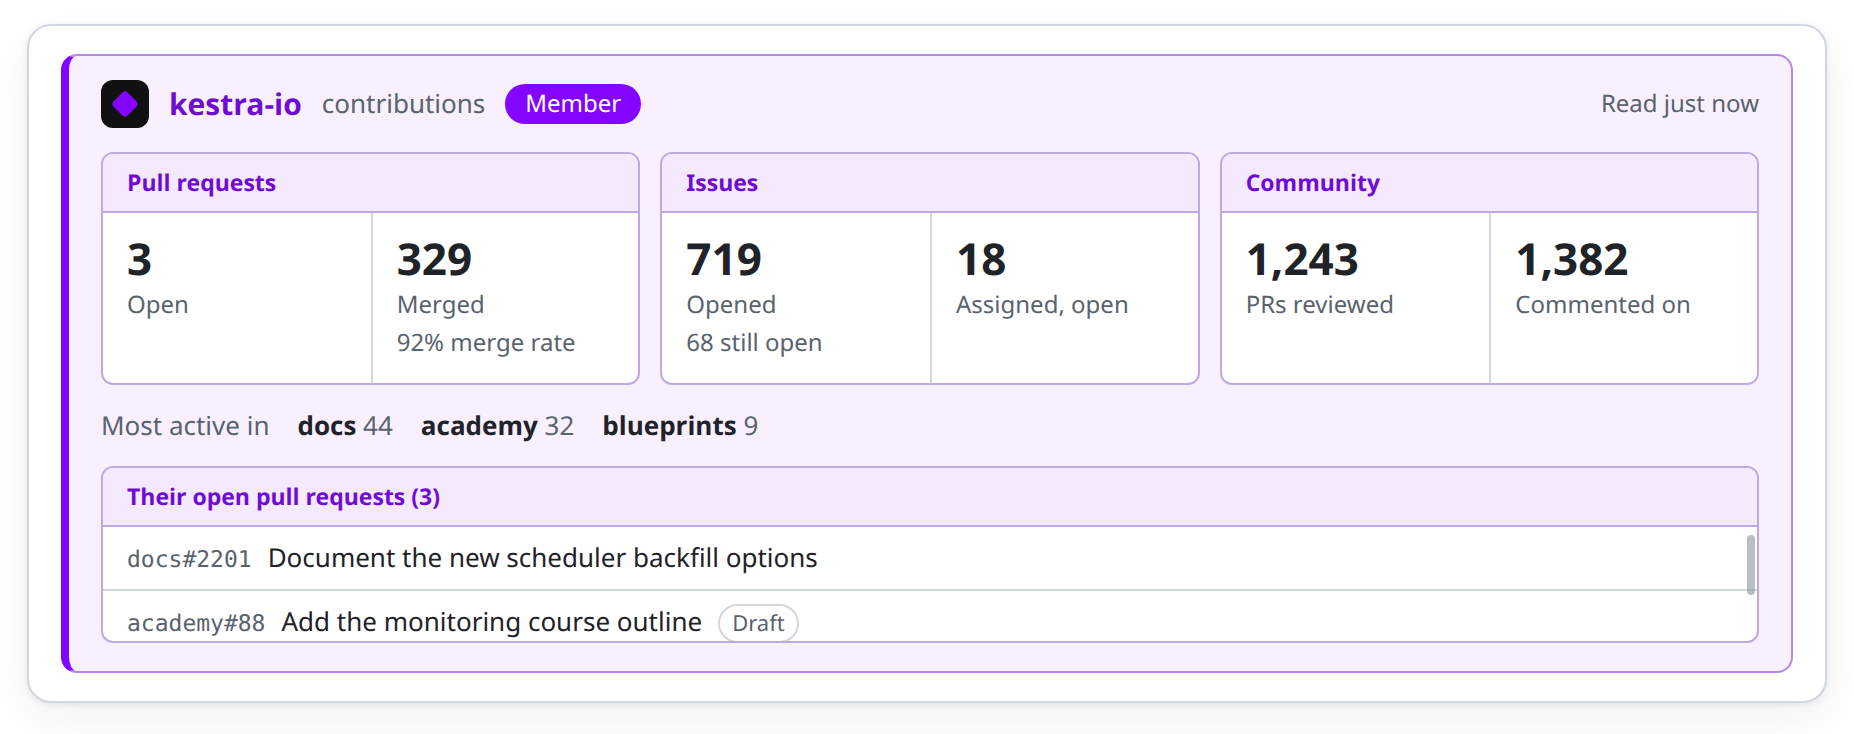 kestra-io contributions Member Read just now
Pull requests
3
Open
329
Merged
92% merge rate
Issues
719
Opened
68 still open
18
Assigned, open
Community
1,243
PRs reviewed
1,382
Commented on
Most active in docs 44 academy 32 blueprints 9
Their open pull requests (3)
docs#2201 Document the new scheduler backfill options
academy#88 Add the monitoring course outline Draft